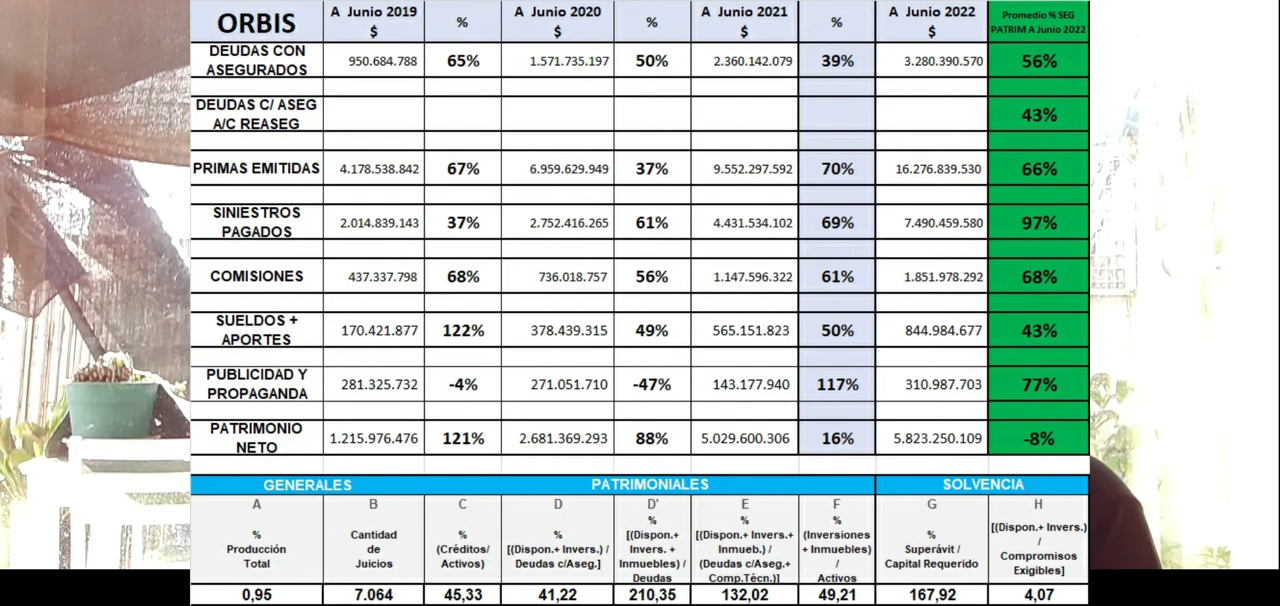 ORBIS A Junio 2019 $ % A Junio 2020 $ % A Junio 2021 $ % A Junio 2022 $ Promedio % SEG PATRIM A Junio 2022
DEUDAS CON ASEGURADOS 950.684.788 65% 1.571.735.197 50% 2.360.142.079 39% 3.280.390.570 56%
DEUDAS C/ ASEG A/C REASEG 43%
PRIMAS EMITIDAS 4.178.538.842 67% 6.959.629.949 37% 9.552.297.592 70% 16.276.839.530 66%
SINIESTROS PAGADOS 2.014.839.143 37% 2.752.416.265 61% 4.431.534.102 69% 7.490.459.580 97%
COMISIONES 437.337.798 68% 736.018.757 56% 1.147.596.322 61% 1.851.978.292 68%
SUELDOS + APORTES 170.421.877 122% 378.439.315 49% 565.151.823 50% 844.984.677 43%
PUBLICIDAD Y PROPAGANDA 281.325.732 -4% 271.051.710 -47% 143.177.940 117% 310.987.703 77%
PATRIMONIO NETO 1.215.976.476 121% 2.681.369.293 88% 5.029.600.306 16% 5.823.250.109 -8%
GENERALES PATRIMONIALES SOLVENCIA
A B C D D' E F G H
% Producción Total
Cantidad de Juicios
% (Créditos/ Activos)
% [(Dispon.+ Invers.) / Deudas c/Aseg.]
% [(Dispon.+ Invers. + Inmuebles) / Deudas
% [(Dispon.+ Invers.+ Inmueb.) / (Deudas c/Aseg.+ Comp.Técn.)]
% (Inversiones + Inmuebles) / Activos
% Superávit / Capital Requerido
[(Dispon.+ Invers.) / Compromisos Exigibles]
0,95 7.064 45,33 41,22 210,35 132,02 49,21 167,92 4,07